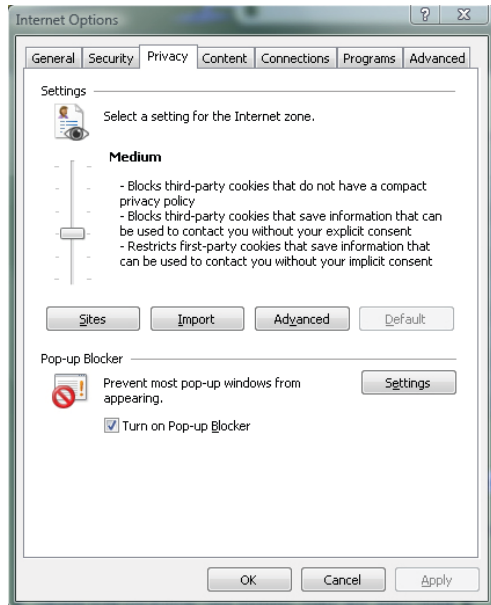 Internet Options
General Security Privacy Content Connections Programs Advanced
Settings
Select a setting for the Internet zone.
Medium
- Blocks third-party cookies that do not have a compact
privacy policy
- Blocks third-party cookies that save information that can
be used to contact you without your explicit consent
- Restricts first-party cookies that save information that
can be used to contact you without your implicit consent
Sites Import Advanced Default
Pop-up Blocker
Prevent most pop-up windows from
appearing.
Settings
Turn on Pop-up Blocker
OK Cancel Apply